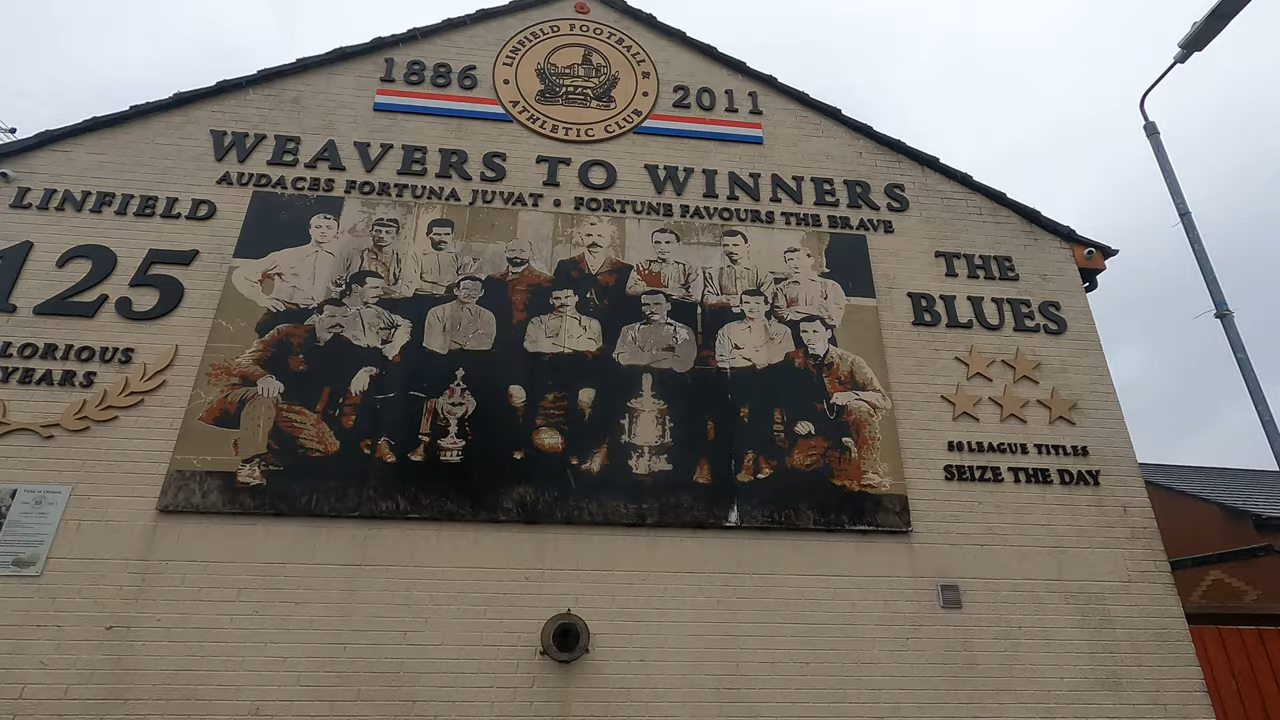 LINFIELD FOOTBALL &
ATHLETIC CLUB
1886
2011
WEAVERS TO WINNERS
AUDACES FORTUNA JUVAT • FORTUNE FAVOURS THE BRAVE
LINFIELD
125
LORIOUS
YEARS
THE
BLUES
50 LEAGUE TITLES
SEIZE THE DAY